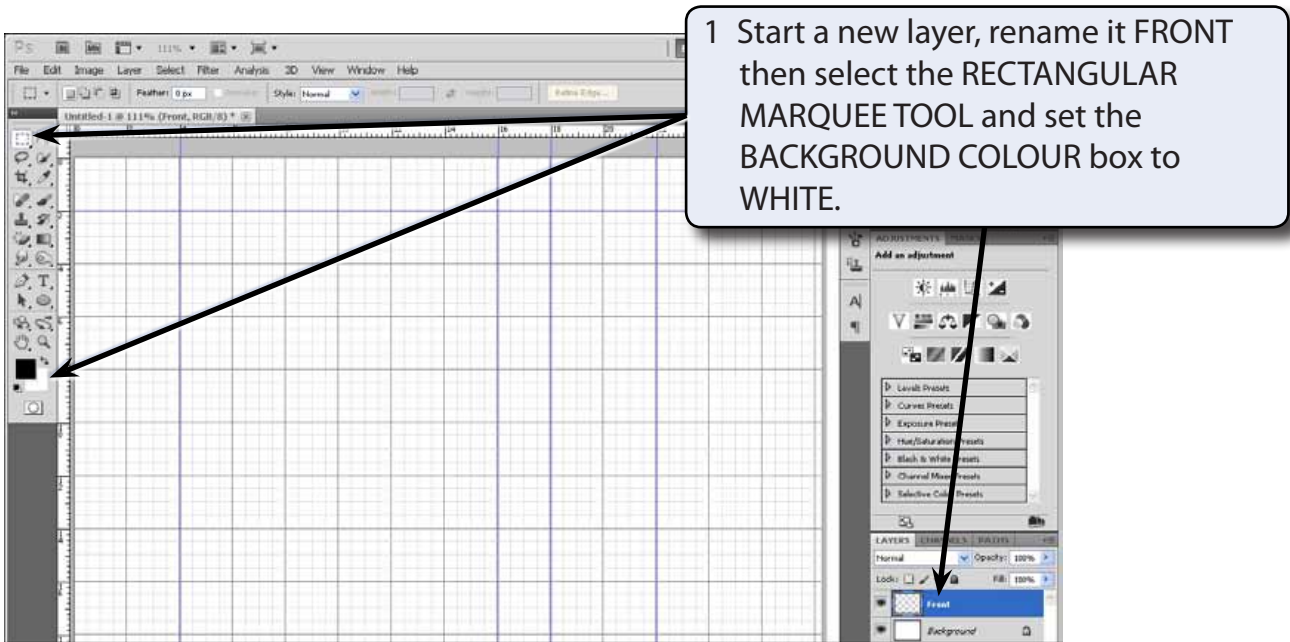 1 Start a new layer, rename it FRONT
then select the RECTANGULAR
MARQUEE TOOL and set the
BACKGROUND COLOUR box to
WHITE.
Ps Br Mb 111%
File Edit Image Layer Select Filter Analysis 3D View Window Help
Feather: 0 px Style: Normal
Untitled-1 @ 111% (Front, RGB/8) *
ADJUSTMENTS MASKS
Add an adjustment
Levels Presets
Curves Presets
Exposure Presets
Hue/Saturation Presets
Black & White Presets
Channel Mixer Presets
Selective Color Presets
LAYERS CHANNELS PATHS
Normal Opacity: 100%
Lock: Fill: 100%
Front
Background